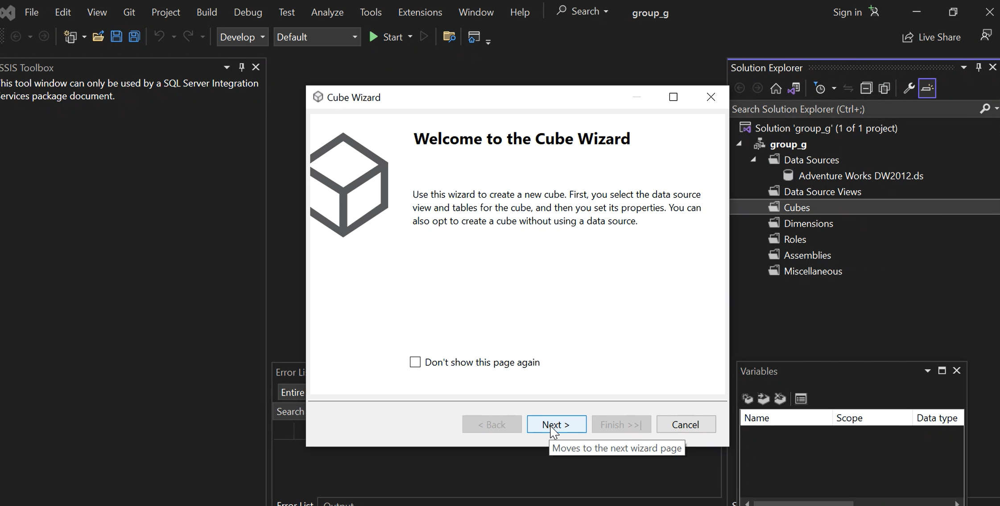 File Edit View Git Project Build Debug Test Analyze Tools Extensions Window Help Search group_g Sign in
Develop Default Start Live Share
SSIS Toolbox
his tool window can only be used by a SQL Server Integration
ervices package document.
Cube Wizard
Welcome to the Cube Wizard
Use this wizard to create a new cube. First, you select the data source
view and tables for the cube, and then you set its properties. You can
also opt to create a cube without using a data source.
Don't show this page again
< Back Next > Finish >>| Cancel
Moves to the next wizard page
Solution Explorer
Search Solution Explorer (Ctrl+;)
Solution 'group_g' (1 of 1 project)
group_g
Data Sources
Adventure Works DW2012.ds
Data Source Views
Cubes
Dimensions
Roles
Assemblies
Miscellaneous
Error Li
Entire
Search
Error List Output
Variables
Name Scope Data type